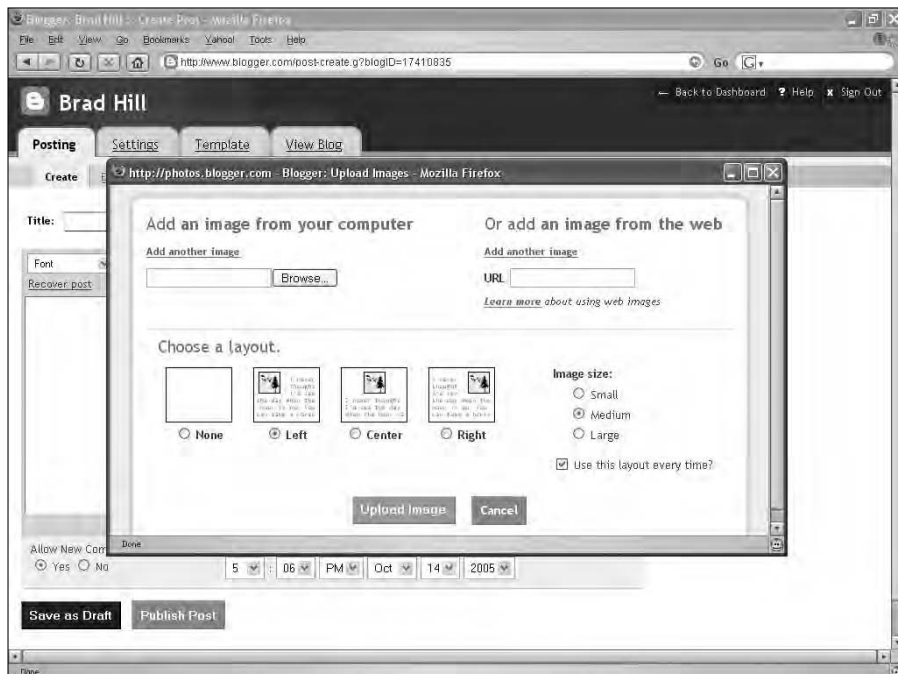 Blogger: Brad Hill :: Create Post - Mozilla Firefox
File Edit View Go Bookmarks Yahoo! Tools Help
http://www.blogger.com/post-create.g?blogID=17410835
Go
G
Brad Hill
← Back to Dashboard ? Help x Sign Out
Posting Settings Template View Blog
Create
http://photos.blogger.com - Blogger: Upload Images - Mozilla Firefox
Title:
Font
Recover post
Add an image from your computer
Add another image
Browse...
Or add an image from the web
Add another image
URL
Learn more about using web images
Choose a layout.
None Left Center Right
Image size:
Small
Medium
Large
Use this layout every time?
Upload Image Cancel
Done
Allow New Com
Yes No
5 : 06 PM Oct 14 2005
Save as Draft Publish Post
Done